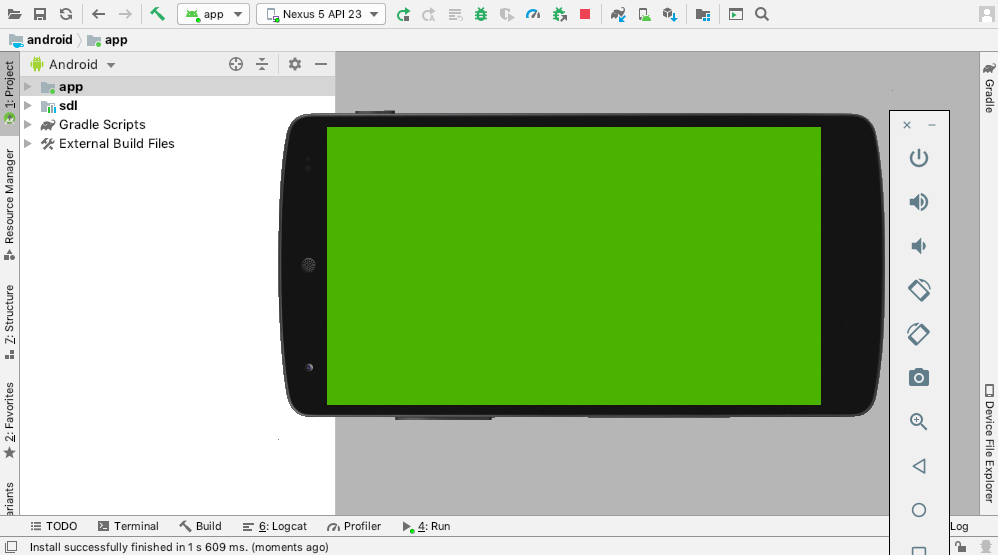 app
Nexus 5 API 23
android
app
Android
app
sdl
Gradle Scripts
External Build Files
1: Project
Resource Manager
7: Structure
2: Favorites
ariants
Gradle
Device File Explorer
TODO
Terminal
Build
6: Logcat
Profiler
4: Run
Log
Install successfully finished in 1 s 609 ms. (moments ago)